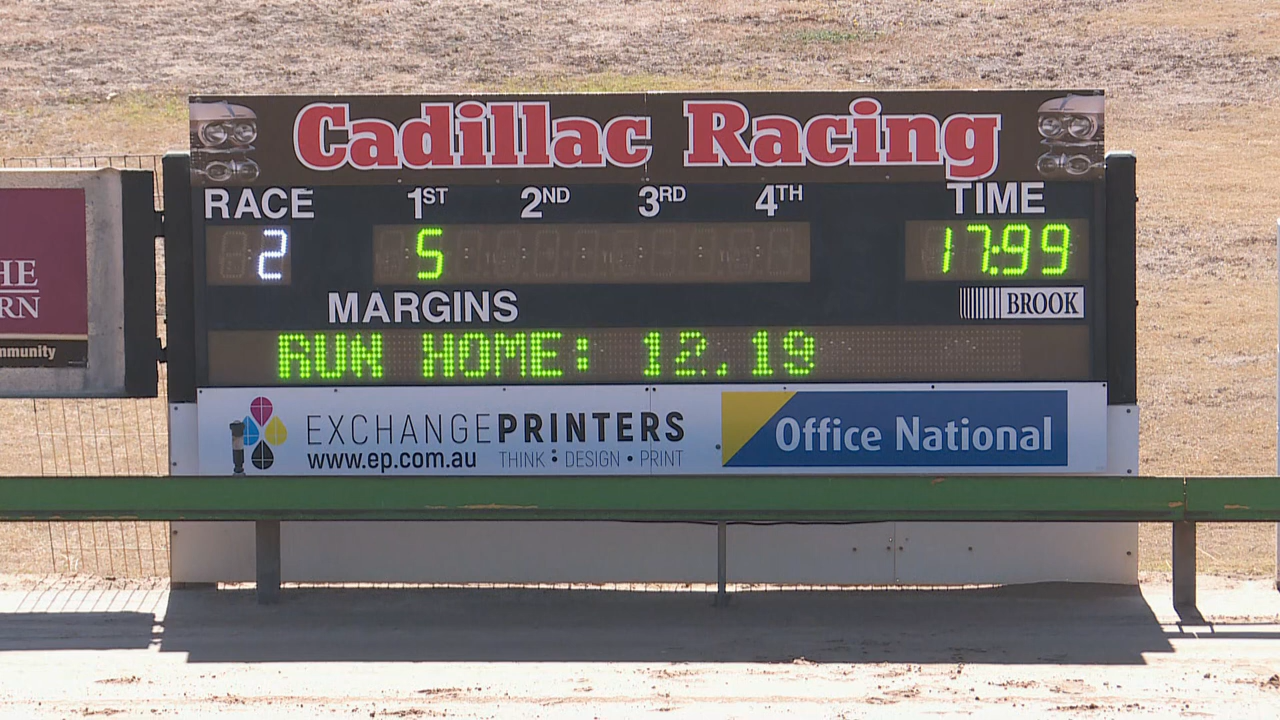 Cadillac Racing
RACE 1ST 2ND 3RD 4TH TIME
2 5 17:99
MARGINS BROOK
RUN HOME: 12.19
HE
RN
mmunity
EXCHANGEPRINTERS
www.ep.com.au THINK • DESIGN • PRINT
Office National